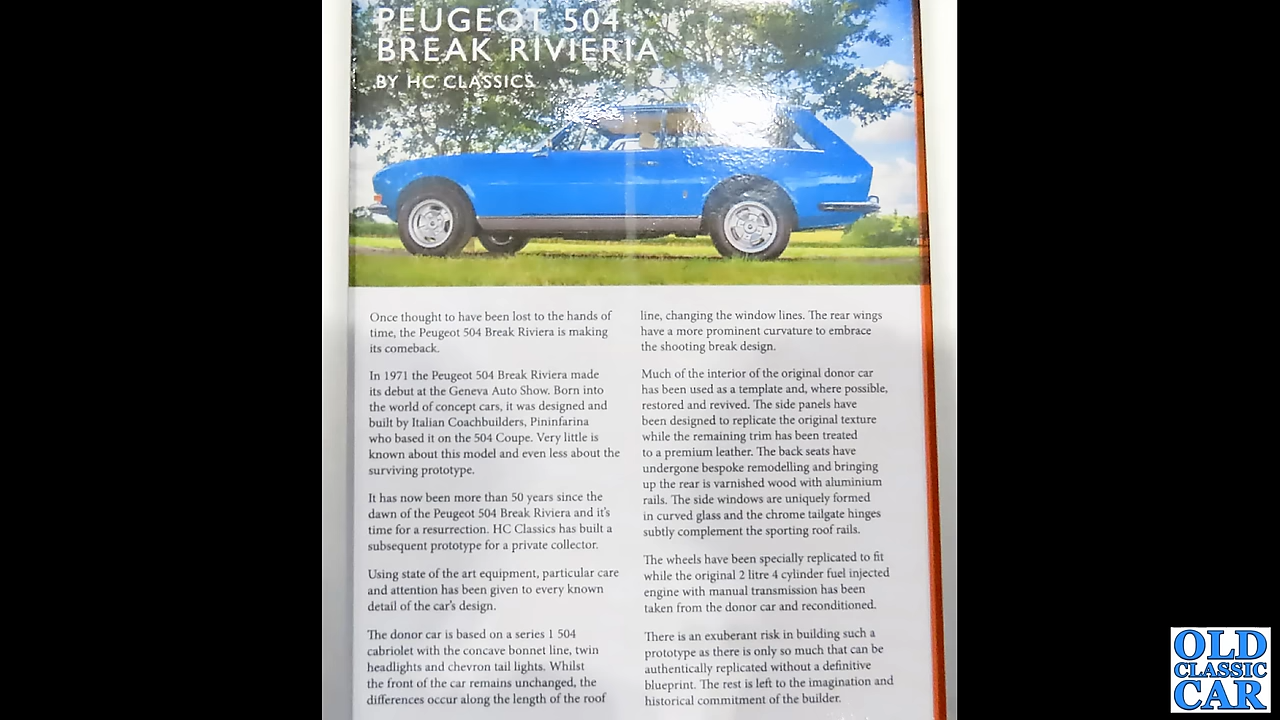 PEUGEOT 504
BREAK RIVIERIA
BY HC CLASSICS
Once thought to have been lost to the hands of
time, the Peugeot 504 Break Riviera is making
its comeback.
In 1971 the Peugeot 504 Break Riviera made
its debut at the Geneva Auto Show. Born into
the world of concept cars, it was designed and
built by Italian Coachbuilders, Pininfarina
who based it on the 504 Coupe. Very little is
known about this model and even less about the
surviving prototype.
It has now been more than 50 years since the
dawn of the Peugeot 504 Break Riviera and it's
time for a resurrection. HC Classics has built a
subsequent prototype for a private collector.
Using state of the art equipment, particular care
and attention has been given to every known
detail of the car's design.
The donor car is based on a series 1 504
cabriolet with the concave bonnet line, twin
headlights and chevron tail lights. Whilst
the front of the car remains unchanged, the
differences occur along the length of the roof
line, changing the window lines. The rear wings
have a more prominent curvature to embrace
the shooting break design.
Much of the interior of the original donor car
has been used as a template and, where possible,
restored and revived. The side panels have
been designed to replicate the original texture
while the remaining trim has been treated
to a premium leather. The back seats have
undergone bespoke remodelling and bringing
up the rear is varnished wood with aluminium
rails. The side windows are uniquely formed
in curved glass and the chrome tailgate hinges
subtly complement the sporting roof rails.
The wheels have been specially replicated to fit
while the original 2 litre 4 cylinder fuel injected
engine with manual transmission has been
taken from the donor car and reconditioned.
There is an exuberant risk in building such a
prototype as there is only so much that can be
authentically replicated without a definitive
blueprint. The rest is left to the imagination and
historical commitment of the builder.
OLD
CLASSIC
CAR